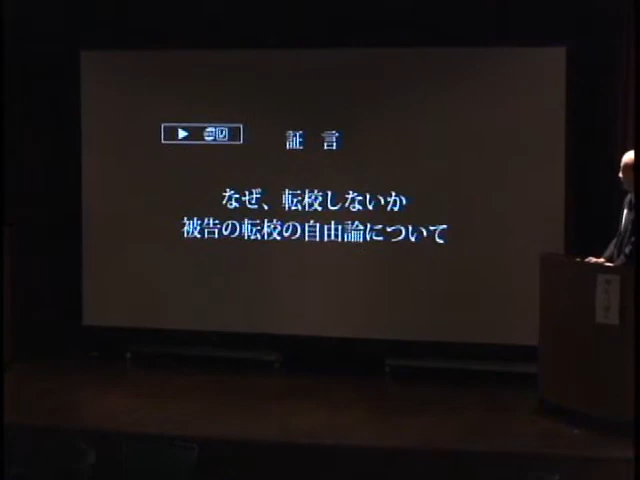 証 言
なぜ、転校しないか
被告の転校の自由論について